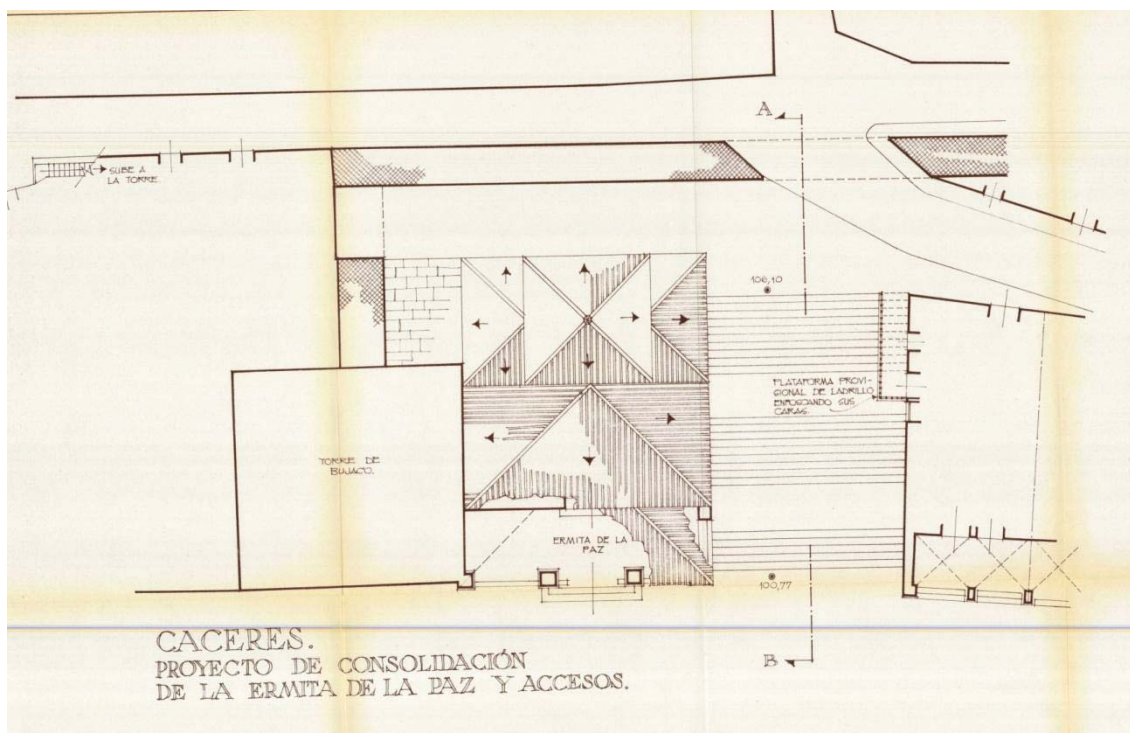 A
SUBE A
LA TORRE.
106,10
PLATAFORMA PROVI-
SIONAL DE LADRILLO
ENFOSCANDO SUS
CARAS.
TORRE DE
BUJACO.
ERMITA DE LA
PAZ
100,77
B
CACERES.
PROYECTO DE CONSOLIDACIÓN
DE LA ERMITA DE LA PAZ Y ACCESOS.